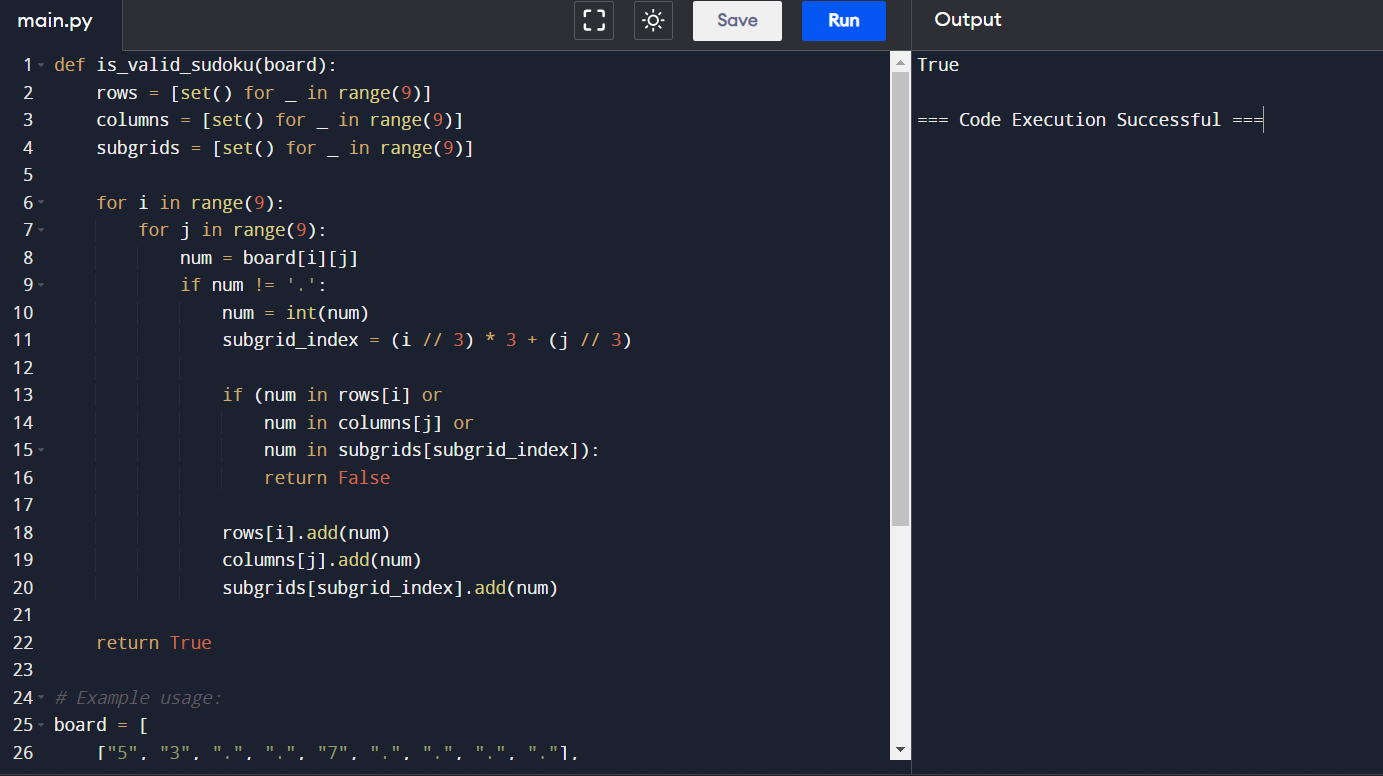 main.py
Save
Run
Output
1 def is_valid_sudoku(board):
2     rows = [set() for _ in range(9)]
3     columns = [set() for _ in range(9)]
4     subgrids = [set() for _ in range(9)]
5
6     for i in range(9):
7         for j in range(9):
8             num = board[i][j]
9             if num != '.':
10                 num = int(num)
11                 subgrid_index = (i // 3) * 3 + (j // 3)
12
13                 if (num in rows[i] or
14                     num in columns[j] or
15                     num in subgrids[subgrid_index]):
16                     return False
17
18                 rows[i].add(num)
19                 columns[j].add(num)
20                 subgrids[subgrid_index].add(num)
21
22     return True
23
24 # Example usage:
25 board = [
26     ["5", "3", ".", ".", "7", ".", ".", ".", "."],
True
=== Code Execution Successful ===